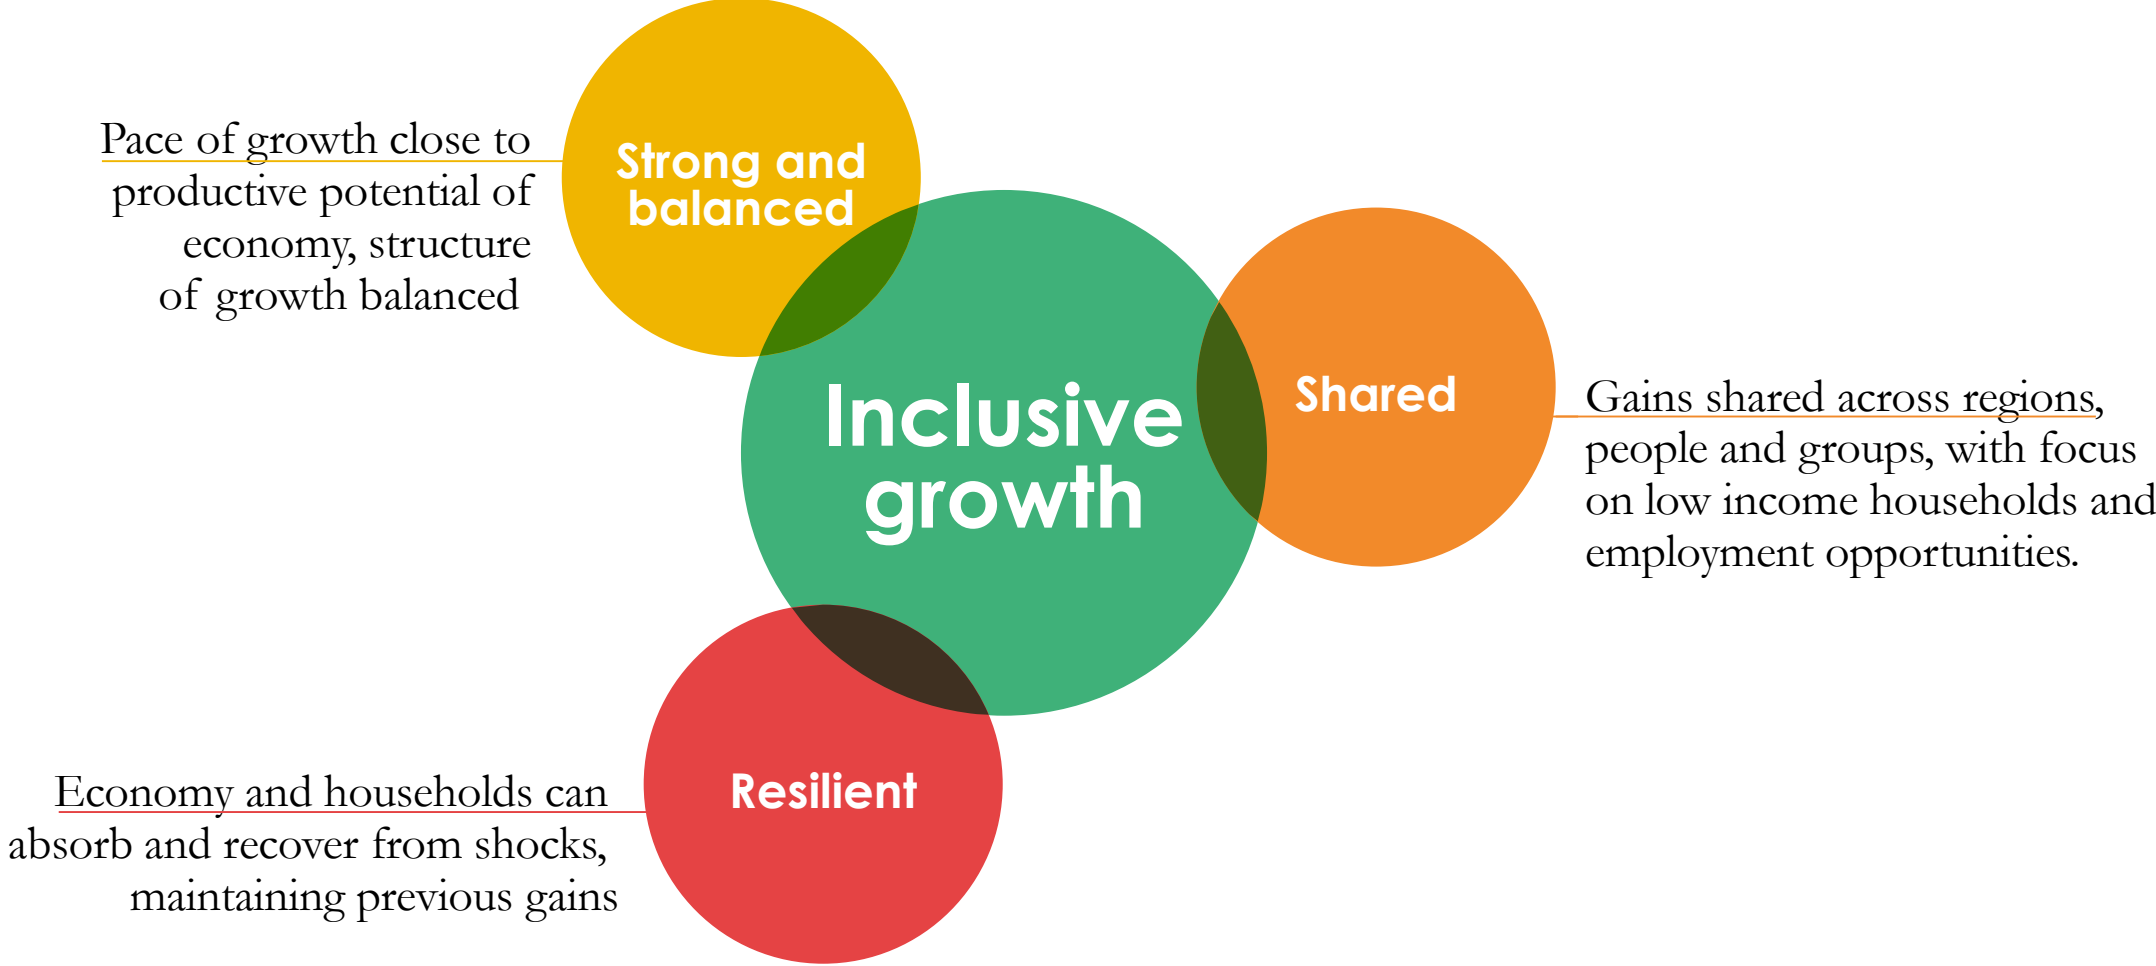 Pace of growth close to
productive potential of
economy, structure
of growth balanced
Strong and
balanced
Inclusive
growth
Shared
Gains shared across regions,
people and groups, with focus
on low income households and
employment opportunities.
Resilient
Economy and households can
absorb and recover from shocks,
maintaining previous gains